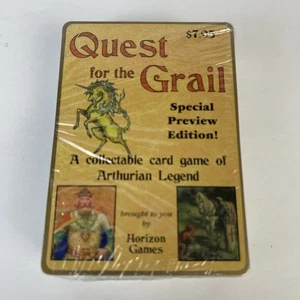 $7.95
Quest
for the Grail
Special
Preview
Edition!
A collectable card game of
Arthurian Legend
brought to you
by
Horizon
Games